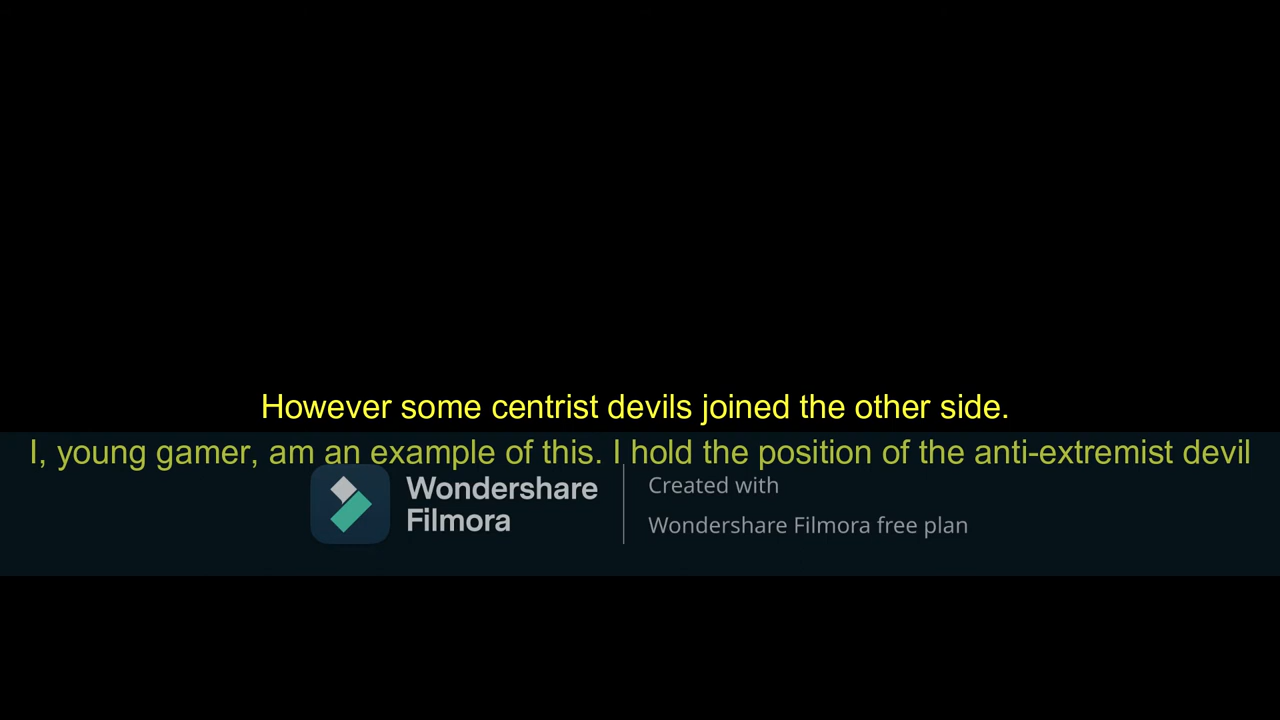 However some centrist devils joined the other side.
I, young gamer, am an example of this. I hold the position of the anti-extremist devil
Wondershare
Filmora
Created with
Wondershare Filmora free plan